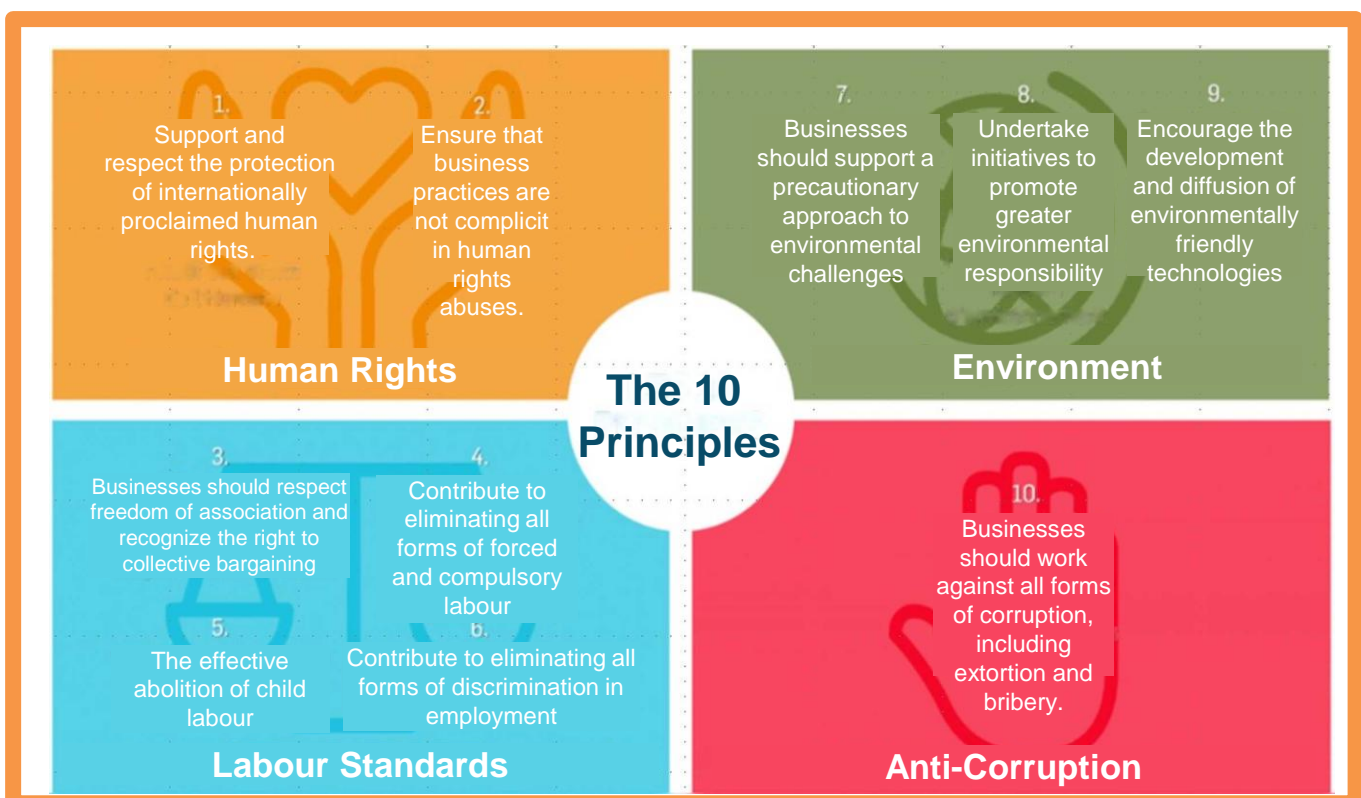 1.
Support and
respect the protection
of internationally
proclaimed human
rights.
2.
Ensure that
business
practices are
not complicit
in human
rights
abuses.
Human Rights
7.
Businesses
should support a
precautionary
approach to
environmental
challenges
8.
Undertake
initiatives to
promote
greater
environmental
responsibility
9.
Encourage the
development
and diffusion of
environmentally
friendly
technologies
Environment
The 10
Principles
3.
Businesses should respect
freedom of association and
recognize the right to
collective bargaining
4.
Contribute to
eliminating all
forms of forced
and compulsory
labour
5.
The effective
abolition of child
labour
6.
Contribute to eliminating all
forms of discrimination in
employment
Labour Standards
10.
Businesses
should work
against all forms
of corruption,
including
extortion and
bribery.
Anti-Corruption